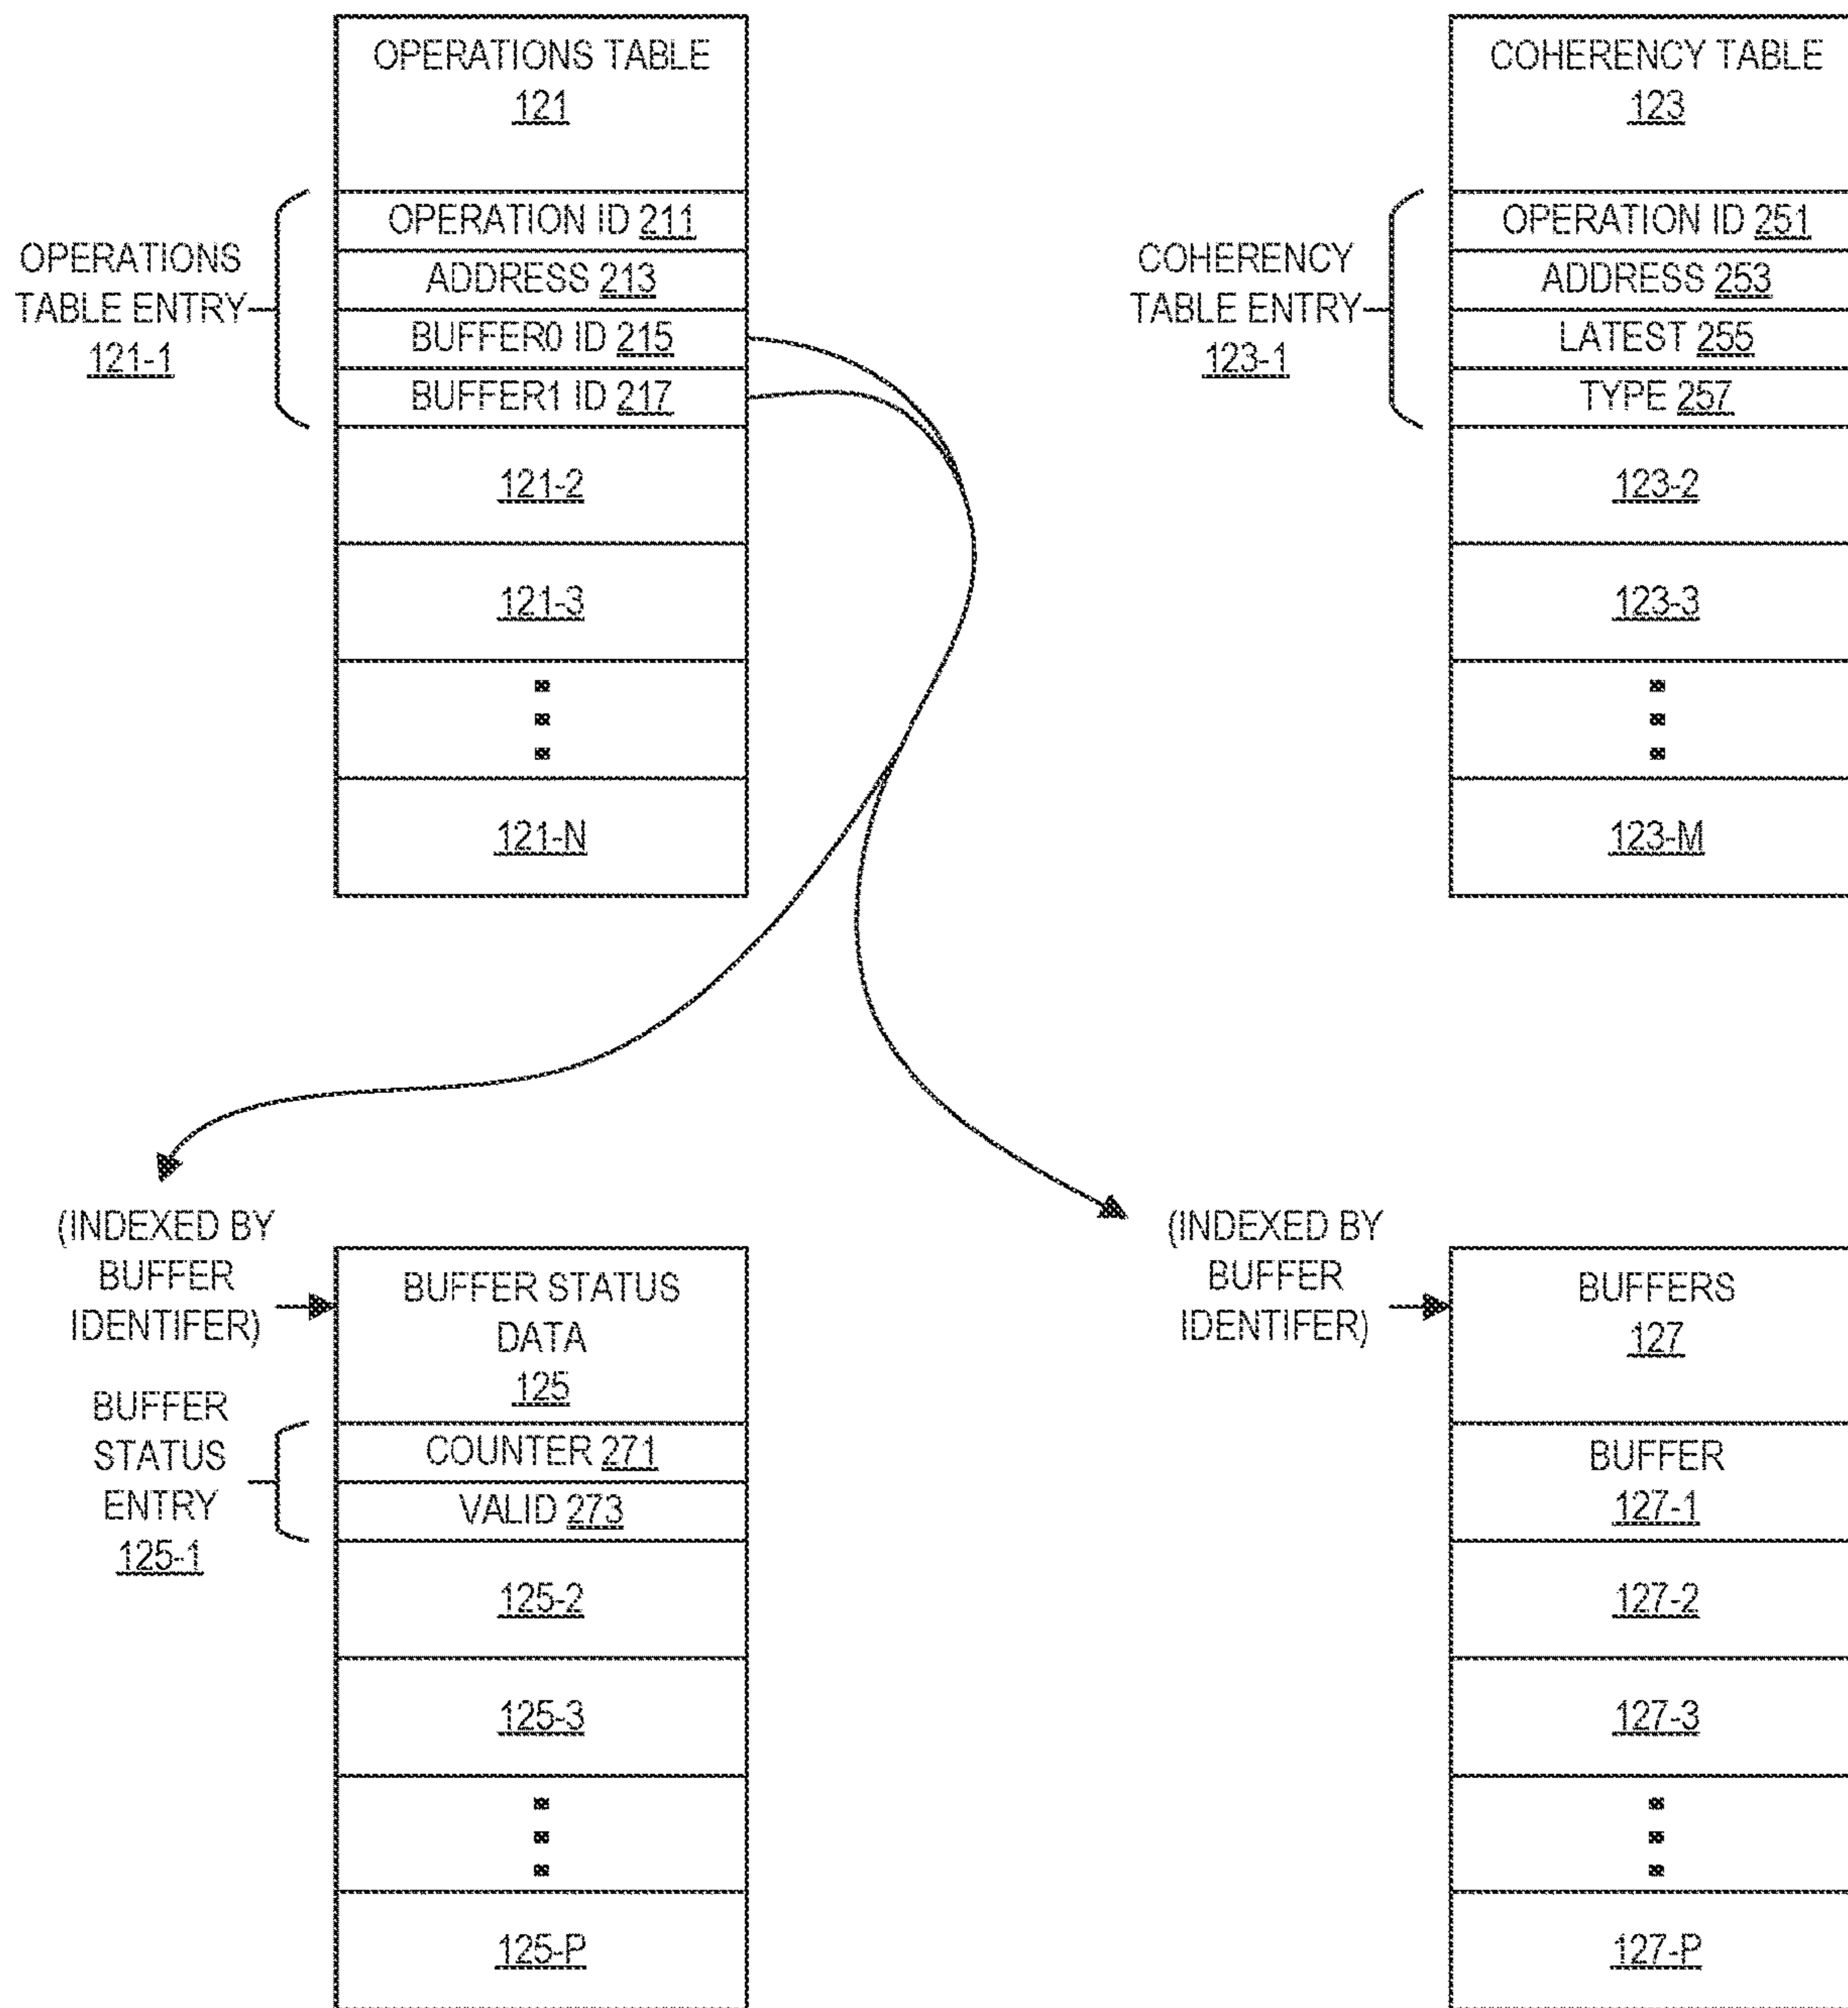 OPERATIONS TABLE
121
OPERATIONS
TABLE ENTRY
121-1
OPERATION ID 211
ADDRESS 213
BUFFER0 ID 215
BUFFER1 ID 217
121-2
121-3
121-N
COHERENCY TABLE
123
COHERENCY
TABLE ENTRY
123-1
OPERATION ID 251
ADDRESS 253
LATEST 255
TYPE 257
123-2
123-3
123-M
(INDEXED BY
BUFFER
IDENTIFER)
BUFFER STATUS
DATA
125
BUFFER
STATUS
ENTRY
125-1
COUNTER 271
VALID 273
125-2
125-3
125-P
(INDEXED BY
BUFFER
IDENTIFER)
BUFFERS
127
BUFFER
127-1
127-2
127-3
127-P